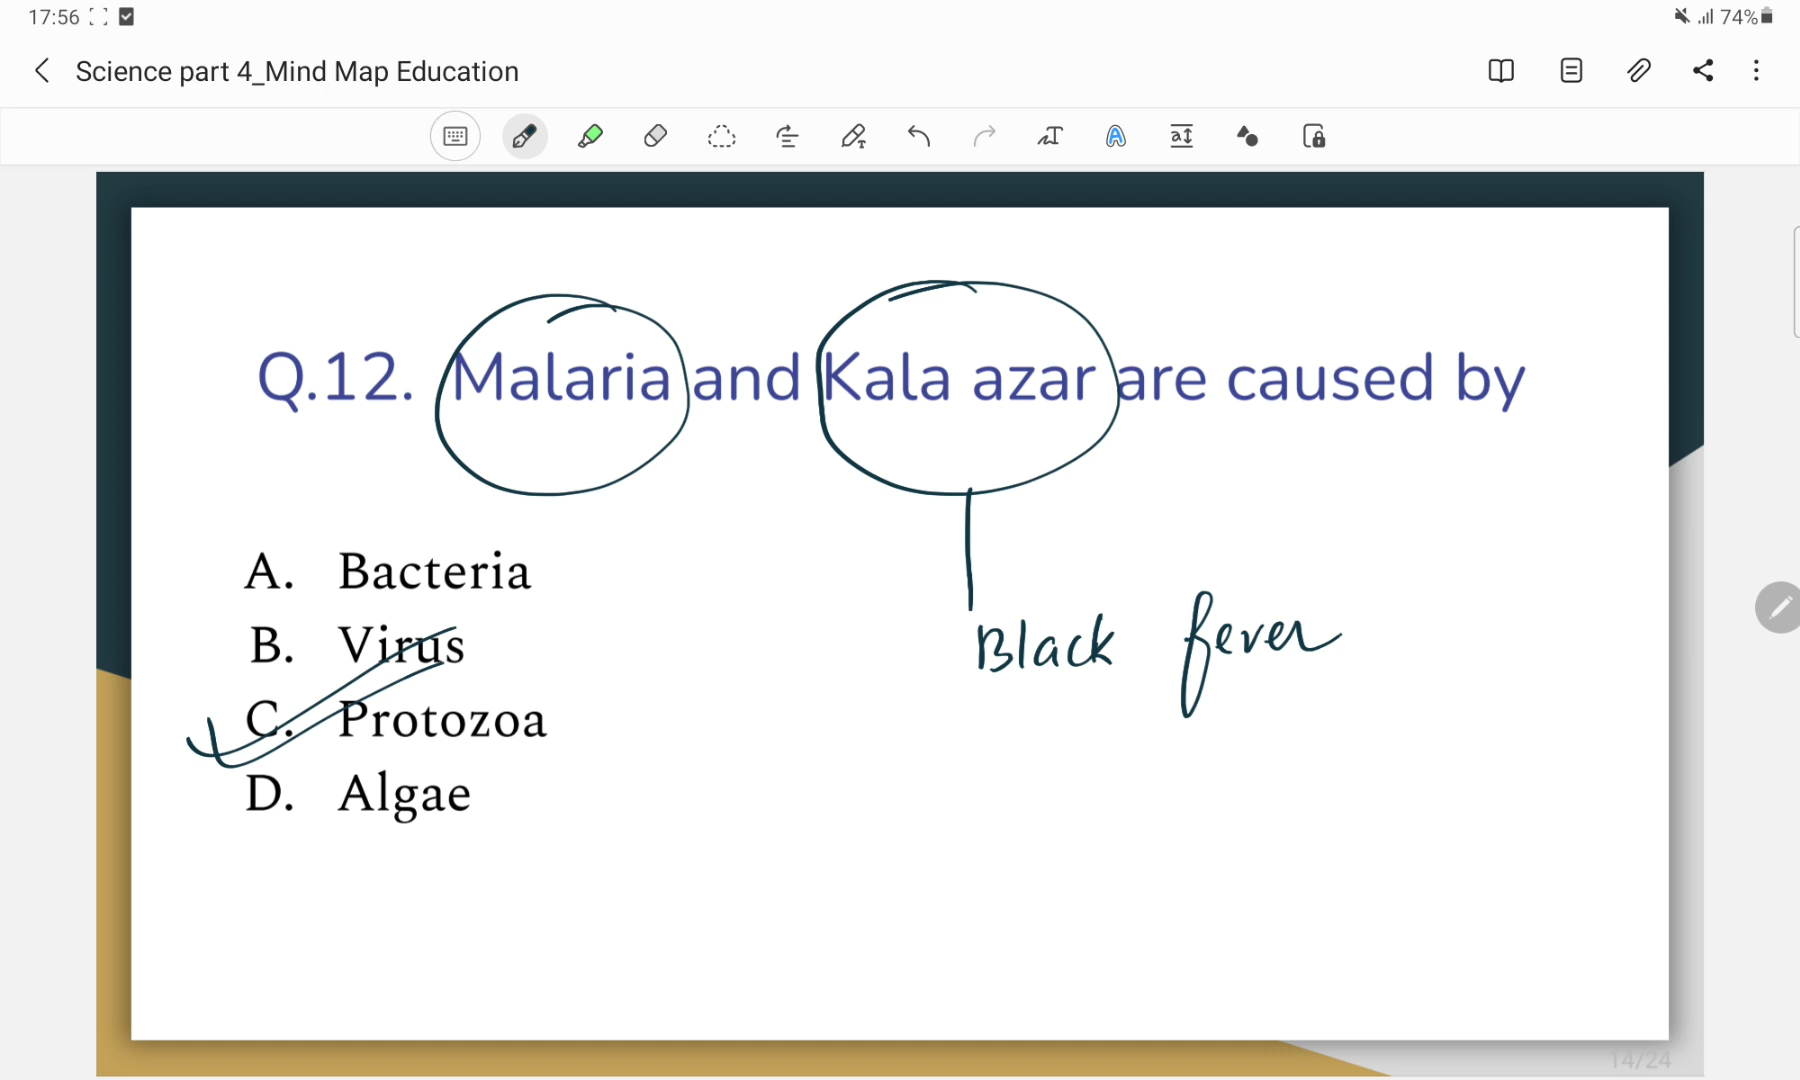 17:56 74%
Science part 4_Mind Map Education
Q.12. Malaria and Kala azar are caused by
A. Bacteria
B. Virus
C. Protozoa
D. Algae
Black fever
14/24